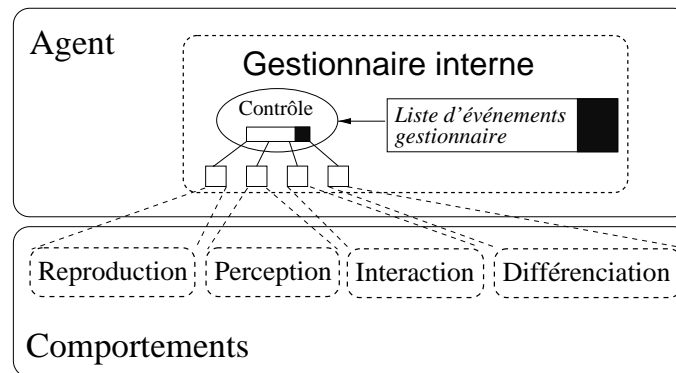 Agent
Gestionnaire interne
Contrôle
Liste d'événements
gestionnaire
Reproduction
Perception
Interaction
Différenciation
Comportements